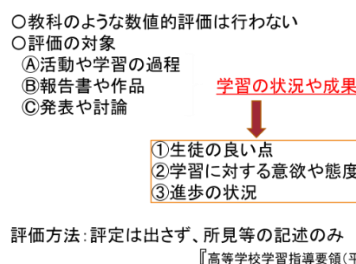 ○教科のような数値的評価は行わない
○評価の対象
Ⓐ活動や学習の過程
Ⓑ報告書や作品
Ⓒ発表や討論
学習の状況や成果
①生徒の良い点
②学習に対する意欲や態度
③進歩の状況
評価方法:評定は出さず、所見等の記述のみ
『高等学校学習指導要領(平